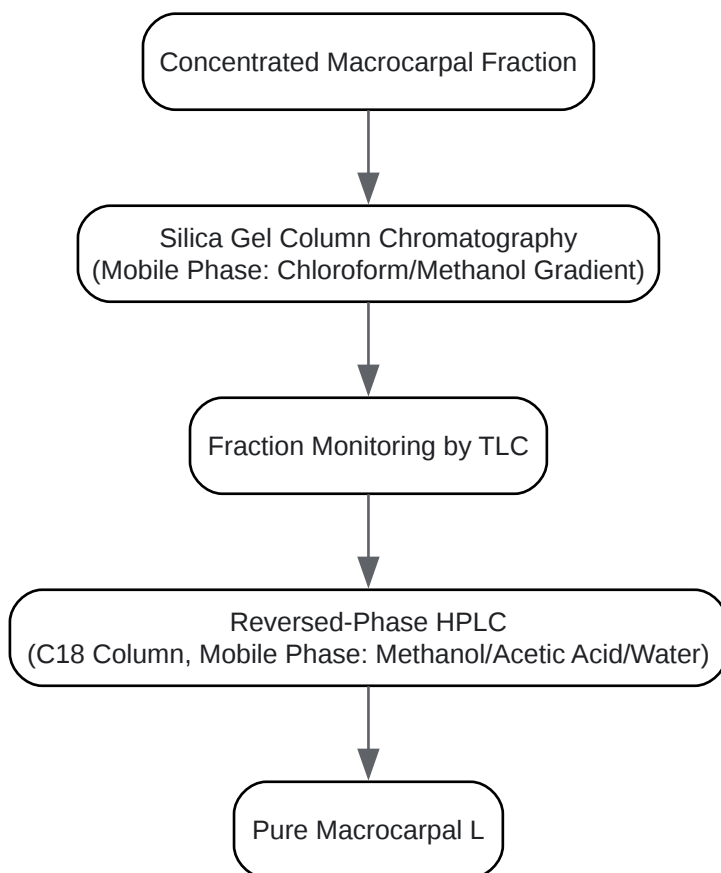 Concentrated Macrocarpal Fraction
Silica Gel Column Chromatography
(Mobile Phase: Chloroform/Methanol Gradient)
Fraction Monitoring by TLC
Reversed-Phase HPLC
(C18 Column, Mobile Phase: Methanol/Acetic Acid/Water)
Pure Macrocarpal L